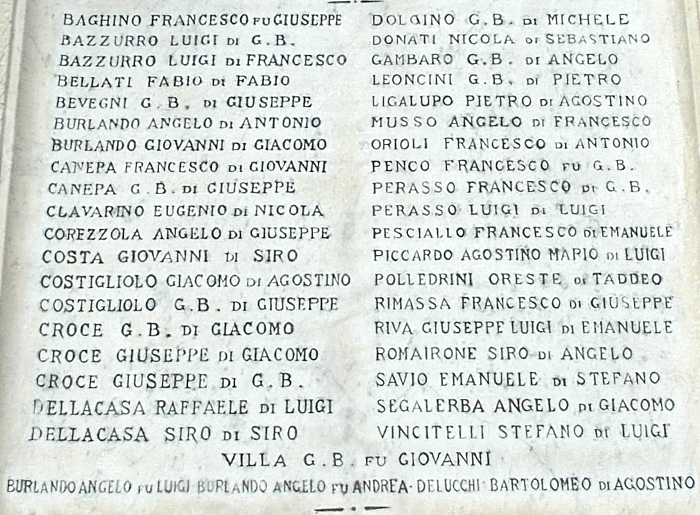 BAGHINO FRANCESCO FU GIUSEPPE
BAZZURRO LUIGI DI G.B.
BAZZURRO LUIGI DI FRANCESCO
BELLATI FABIO DI FABIO
BEVEGNI G.B. DI GIUSEPPE
BURLANDO ANGELO DI ANTONIO
BURLANDO GIOVANNI DI GIACOMO
CANEPA FRANCESCO DI GIOVANNI
CANEPA G.B. DI GIUSEPPE
CLAVARINO EUGENIO DI NICOLA
COREZZOLA ANGELO DI GIUSEPPE
COSTA GIOVANNI DI SIRO
COSTIGLIOLO GIACOMO DI AGOSTINO
COSTIGLIOLO G.B. DI GIUSEPPE
CROCE G.B. DI GIACOMO
CROCE GIUSEPPE DI GIACOMO
CROCE GIUSEPPE DI G.B.
DELLACASA RAFFAELE DI LUIGI
DELLACASA SIRO DI SIRO
DOLDINO G.B. DI MICHELE
DONATI NICOLA DI SEBASTIANO
GAMBARO G.B. DI ANGELO
LEONCINI G.B. DI PIETRO
LIGALUPO PIETRO DI AGOSTINO
MUSSO ANGELO DI FRANCESCO
ORIOLI FRANCESCO DI ANTONIO
PENCO FRANCESCO FU G.B.
PERASSO FRANCESCO DI G.B.
PERASSO LUIGI DI LUIGI
PESCIALLO FRANCESCO DI EMANUELE
PICCARDO AGOSTINO MARIO DI LUIGI
POLLEDRINI ORESTE DI TADDEO
RIMASSA FRANCESCO DI GIUSEPPE
RIVA GIUSEPPE LUIGI DI EMANUELE
ROMAIRONE SIRO DI ANGELO
SAVIO EMANUELE DI STEFANO
SEGALERBA ANGELO DI GIACOMO
VINCITELLI STEFANO DI LUIGI
VILLA G.B. FU GIOVANNI
BURLANDO ANGELO FU LUIGI BURLANDO ANGELO FU ANDREA - DELUCCHI BARTOLOMEO DI AGOSTINO